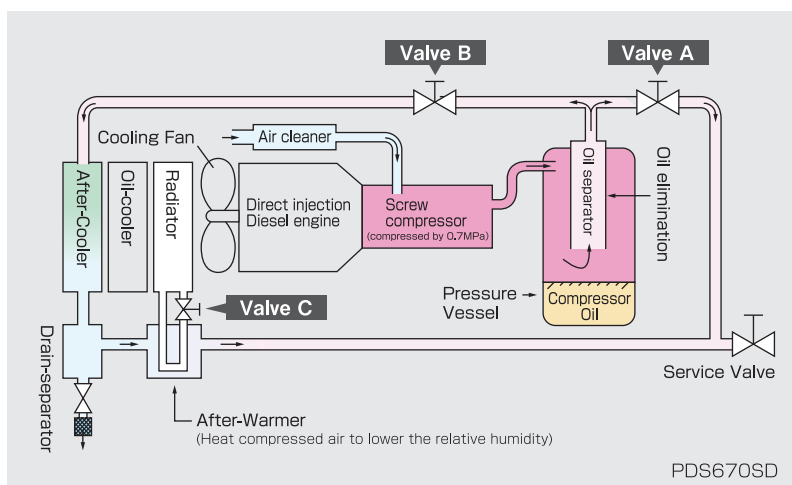 Valve B
Valve A
Cooling Fan
Air cleaner
After-Cooler
Oil-cooler
Radiator
Direct injection
Diesel engine
Screw
compressor
(compressed by 0.7MPa)
Oil separator
Oil elimination
Valve C
Pressure
Vessel
Compressor
Oil
Drain-separator
Service Valve
After-Warmer
(Heat compressed air to lower the relative humidity)
PDS670SD